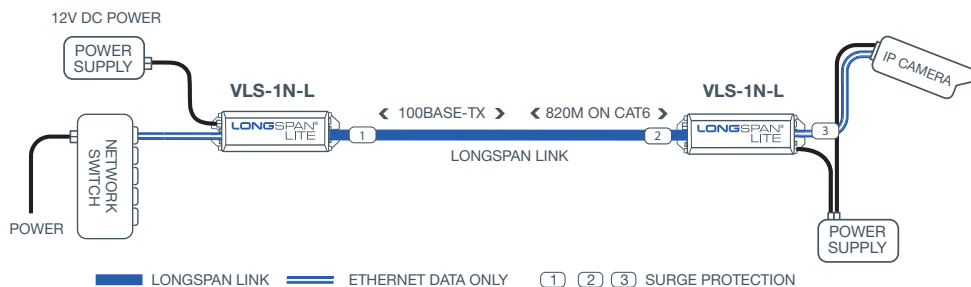 12V DC POWER
POWER
SUPPLY
VLS-1N-L
LONGSPAN®
LITE
NETWORK
SWITCH
POWER
100BASE-TX
820M ON CAT6
1
2
LONGSPAN LINK
VLS-1N-L
LONGSPAN®
LITE
3
IP CAMERA
POWER
SUPPLY
LONGSPAN LINK
ETHERNET DATA ONLY
1 2 3 SURGE PROTECTION